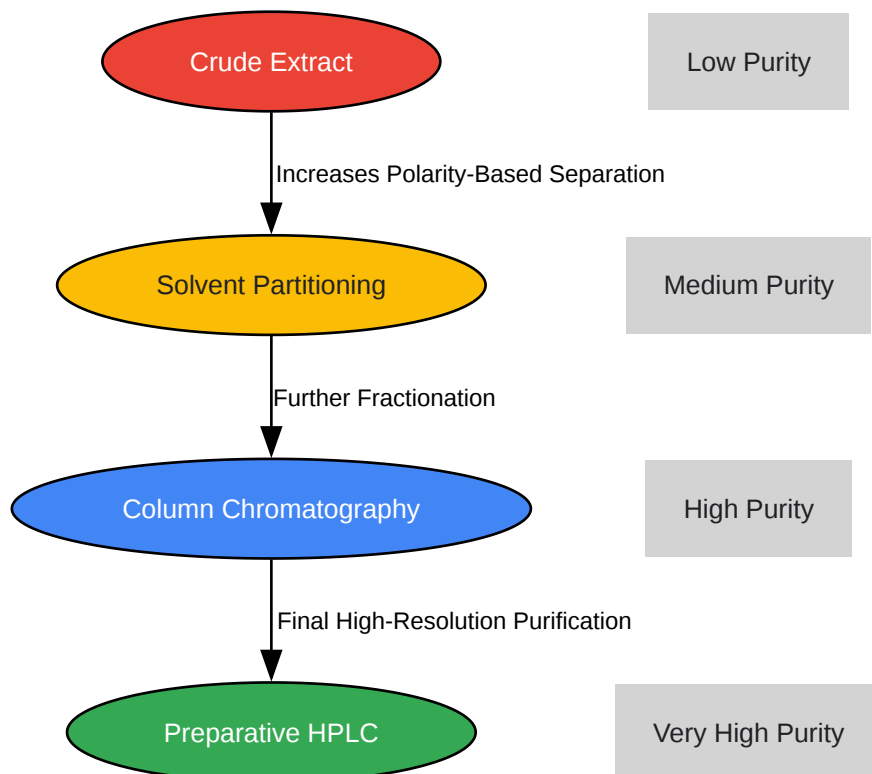 Crude Extract
Low Purity
Increases Polarity-Based Separation
Solvent Partitioning
Medium Purity
Further Fractionation
Column Chromatography
High Purity
Final High-Resolution Purification
Preparative HPLC
Very High Purity